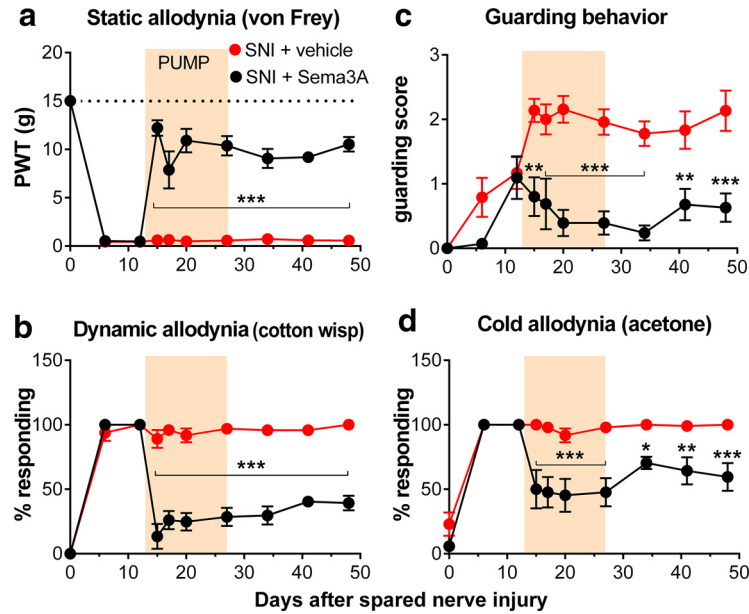 a Static allodynia (von Frey)
PWT (g)
20
15
10
5
0
PUMP
SNI + vehicle
SNI + Sema3A
***
0 10 20 30 40 50
c Guarding behavior
guarding score
3
2
1
0
** *** ** ***
0 10 20 30 40 50
b Dynamic allodynia (cotton wisp)
% responding
150
100
50
0
***
0 10 20 30 40 50
d Cold allodynia (acetone)
% responding
150
100
50
0
*** * ** ***
0 10 20 30 40 50
Days after spared nerve injury